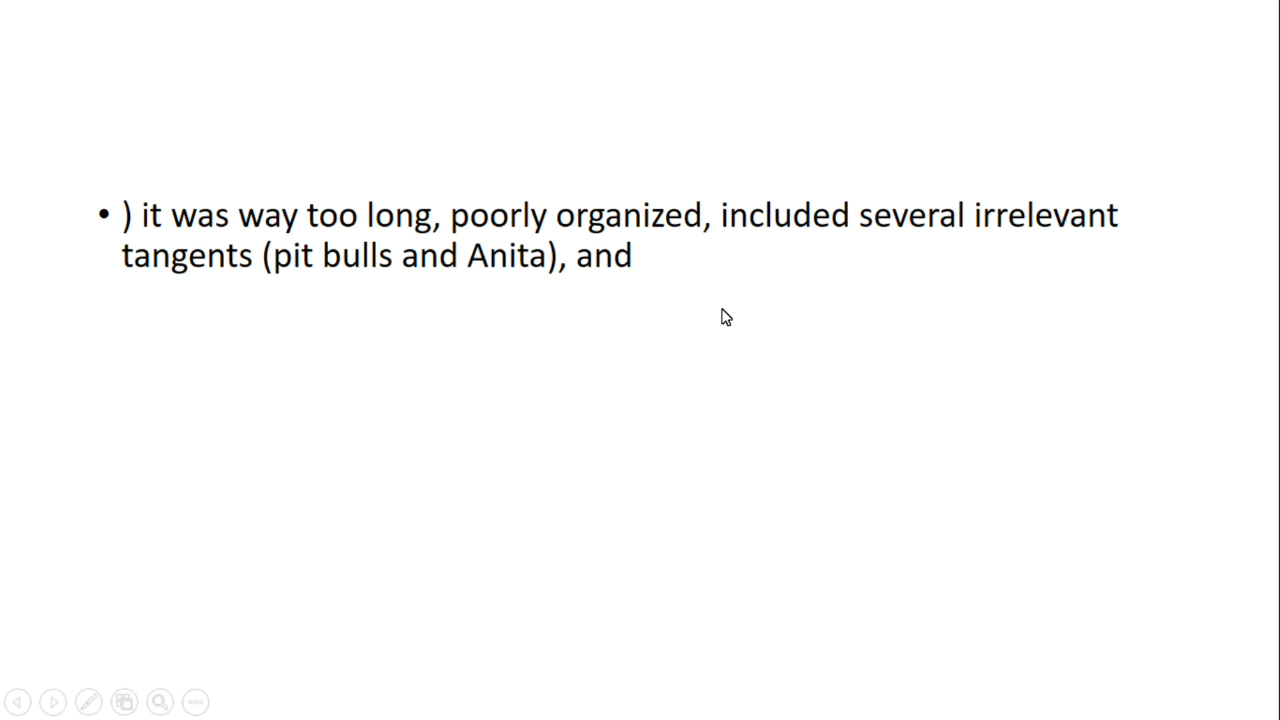 • ) it was way too long, poorly organized, included several irrelevant
tangents (pit bulls and Anita), and